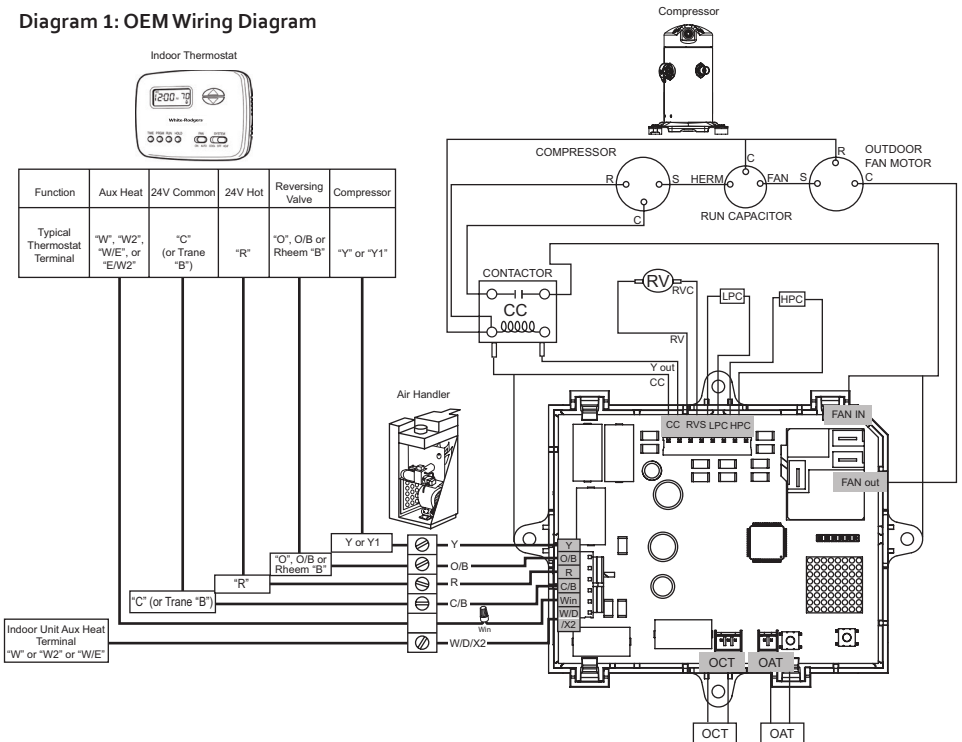 Diagram 1: OEM Wiring Diagram
Compressor
Indoor Thermostat
White-Rodgers
COMPRESSOR
R
S
C
HERM
C
FAN
RUN CAPACITOR
S
R
C
OUTDOOR
FAN MOTOR
Function
Aux Heat
24V Common
24V Hot
Reversing
Valve
Compressor
Typical
Thermostat
Terminal
“W”, “W2”,
“W/E”, or
“E/W2”
“C”
(or Trane
“B”)
“R”
“O”, O/B or
Rheem “B”
“Y” or “Y1”
CONTACTOR
CC
RV
RVC
LPC
HPC
RV
Y out
CC
Air Handler
CC RVS LPC HPC
FAN IN
FAN out
Y or Y1
Y
Y
“O”, O/B or
Rheem “B”
O/B
O/B
“R”
R
R
“C” (or Trane “B”)
C/B
C/B
Win
Win
Indoor Unit Aux Heat
Terminal
“W” or “W2” or “W/E”
W/D/X2
W/D
/X2
OCT
OAT
OCT
OAT